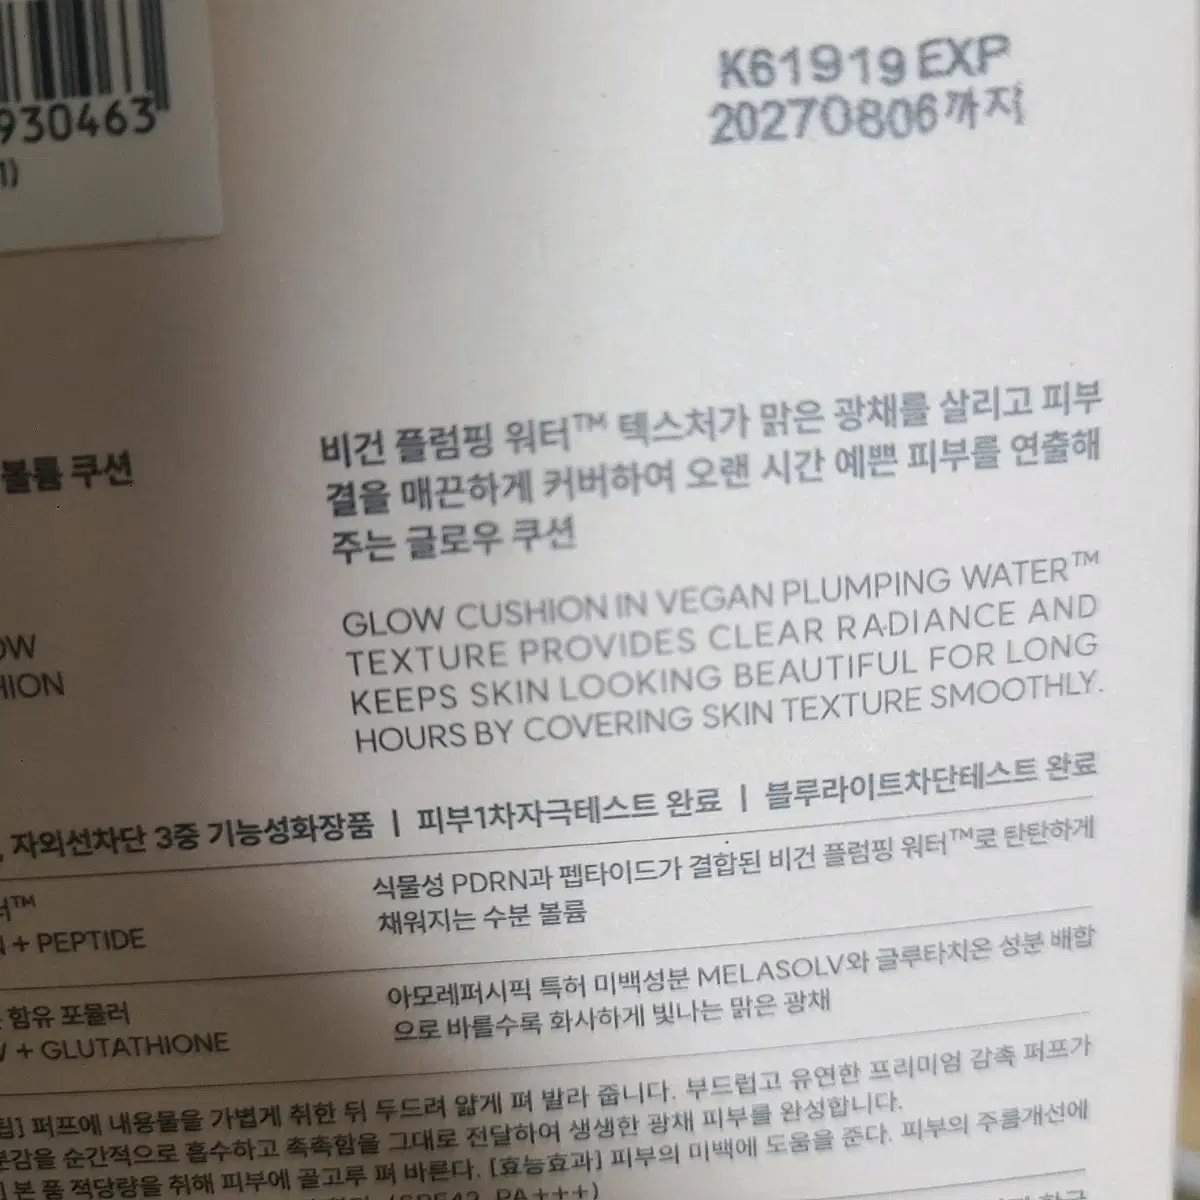 K61919 EXP
20270806까지
930463
1)
비건 플럼핑 워터™ 텍스처가 맑은 광채를 살리고 피부
결을 매끈하게 커버하여 오랜 시간 예쁜 피부를 연출해
주는 글로우 쿠션
볼륨 쿠션
GLOW CUSHION IN VEGAN PLUMPING WATER™
TEXTURE PROVIDES CLEAR RADIANCE AND
KEEPS SKIN LOOKING BEAUTIFUL FOR LONG
HOURS BY COVERING SKIN TEXTURE SMOOTHLY.
OW
HION
, 자외선차단 3중 기능성화장품 | 피부1차자극테스트 완료 | 블루라이트차단테스트 완료
터™
N + PEPTIDE
식물성 PDRN과 펩타이드가 결합된 비건 플럼핑 워터™로 탄탄하게
채워지는 수분 볼륨
함유 포뮬러
V + GLUTATHIONE
아모레퍼시픽 특허 미백성분 MELASOLV와 글루타치온 성분 배합
으로 바를수록 화사하게 빛나는 맑은 광채
팁] 퍼프에 내용물을 가볍게 취한 뒤 두드려 얇게 펴 발라 줍니다. 부드럽고 유연한 프리미엄 감촉 퍼프가
분감을 순간적으로 흡수하고 촉촉함을 그대로 전달하여 생생한 광채 피부를 완성합니다.
] 본 품 적당량을 취해 피부에 골고루 펴 바른다. [효능효과] 피부의 미백에 도움을 준다. 피부의 주름개선에
(SPF42, PA+++)